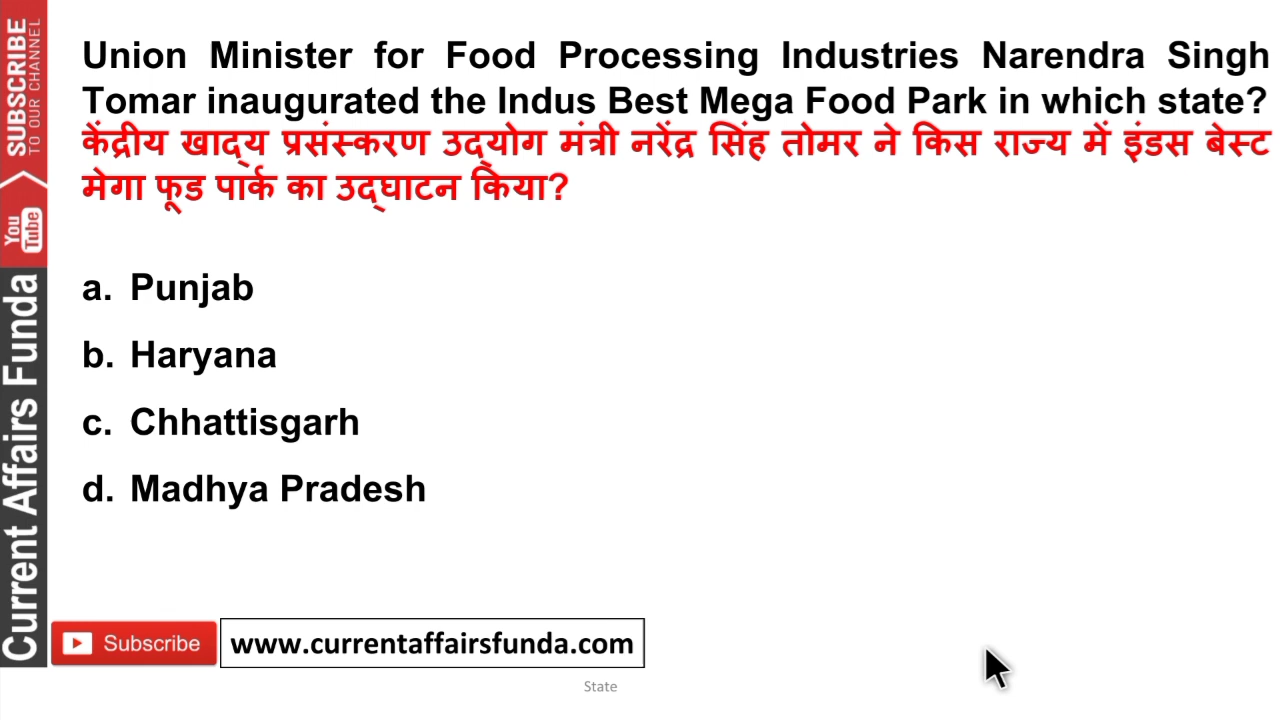 Union Minister for Food Processing Industries Narendra Singh
Tomar inaugurated the Indus Best Mega Food Park in which state?
केंद्रीय खाद्य प्रसंस्करण उद्योग मंत्री नरेंद्र सिंह तोमर ने किस राज्य में इंडस बेस्ट
मेगा फूड पार्क का उद्घाटन किया?
a. Punjab
b. Haryana
c. Chhattisgarh
d. Madhya Pradesh
SUBSCRIBE
TO OUR CHANNEL
You
Tube
Current Affairs Funda
Subscribe
www.currentaffairsfunda.com
State